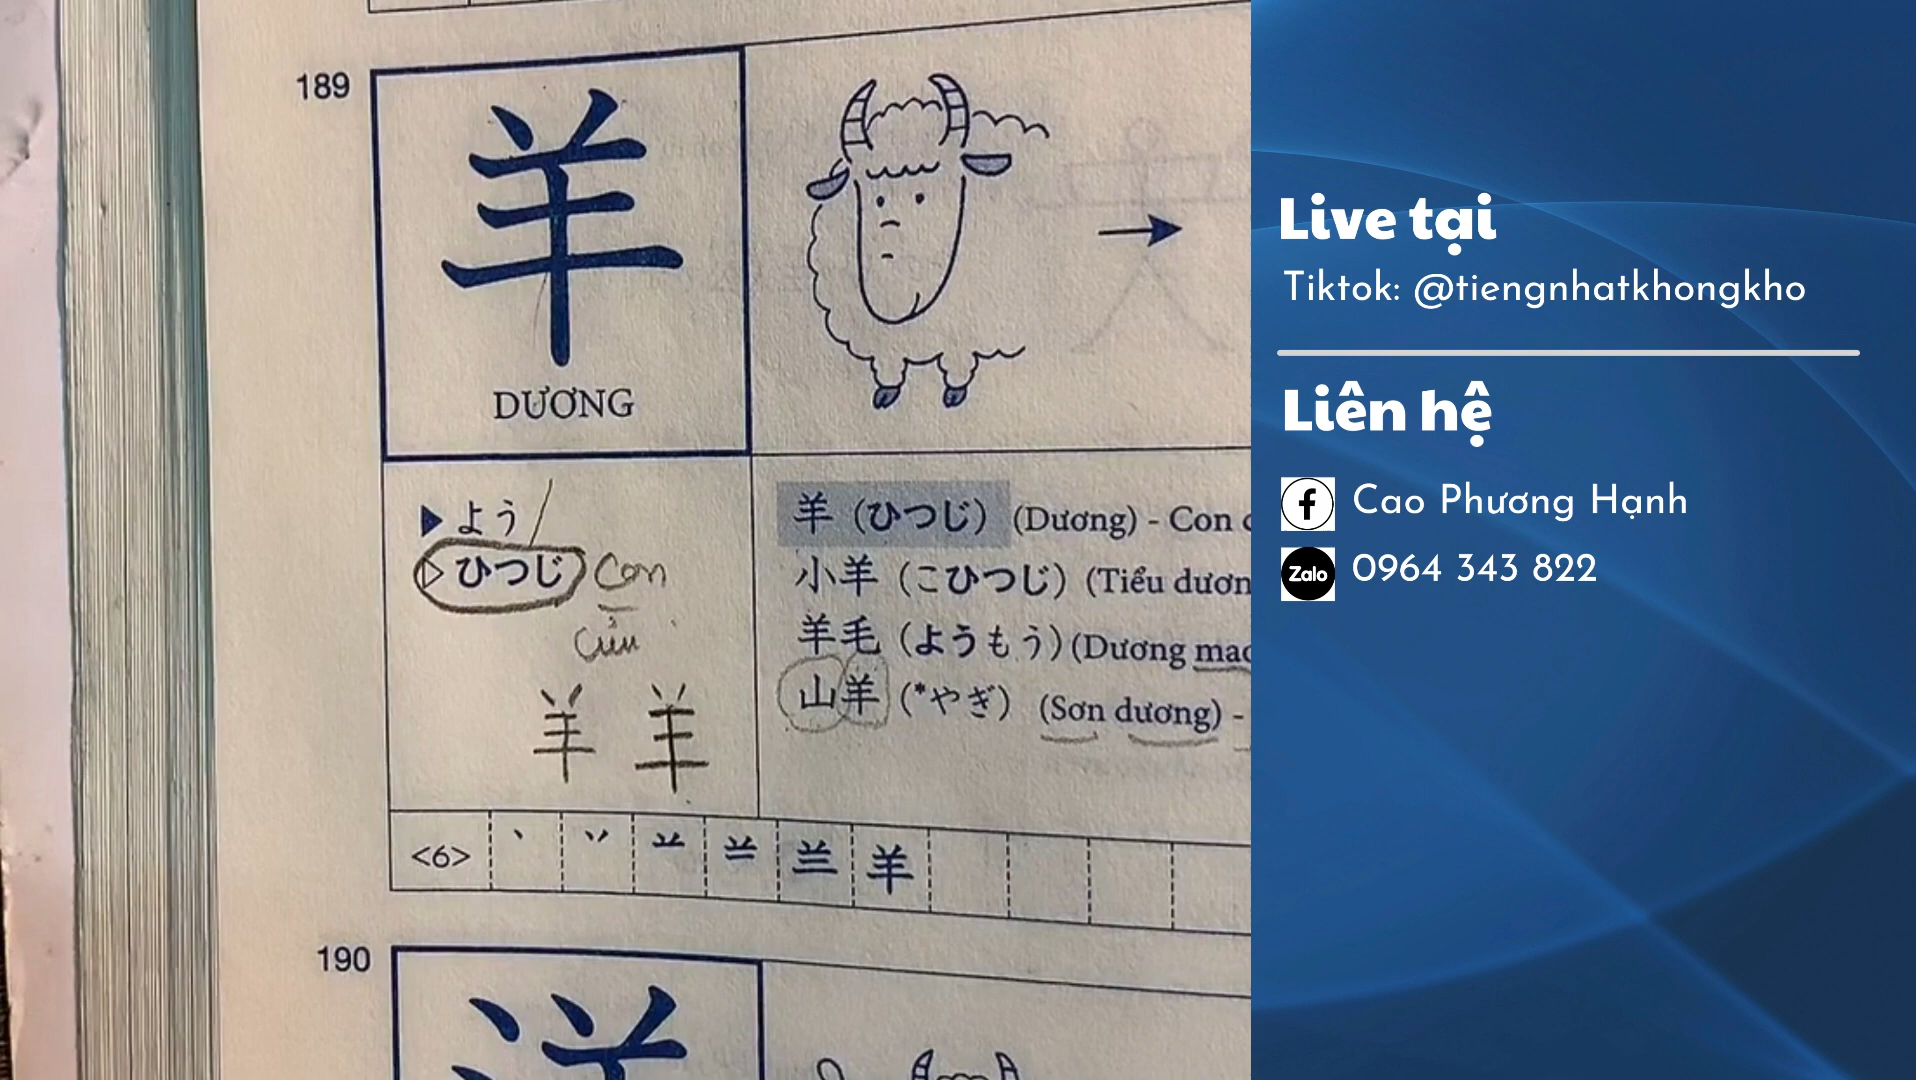 189
羊
DƯƠNG
▶よう
▷ひつじ Con
cừu
羊 羊
羊（ひつじ）(Dương) - Con
小羊（こひつじ）(Tiểu dươn
羊毛（ようもう）(Dương mao
山羊（*やぎ）(Sơn dương) -
<6> 羊
190
洋
Live tại
Tiktok: @tiengnhatkhongkho
Liên hệ
f Cao Phương Hạnh
Zalo 0964 343 822